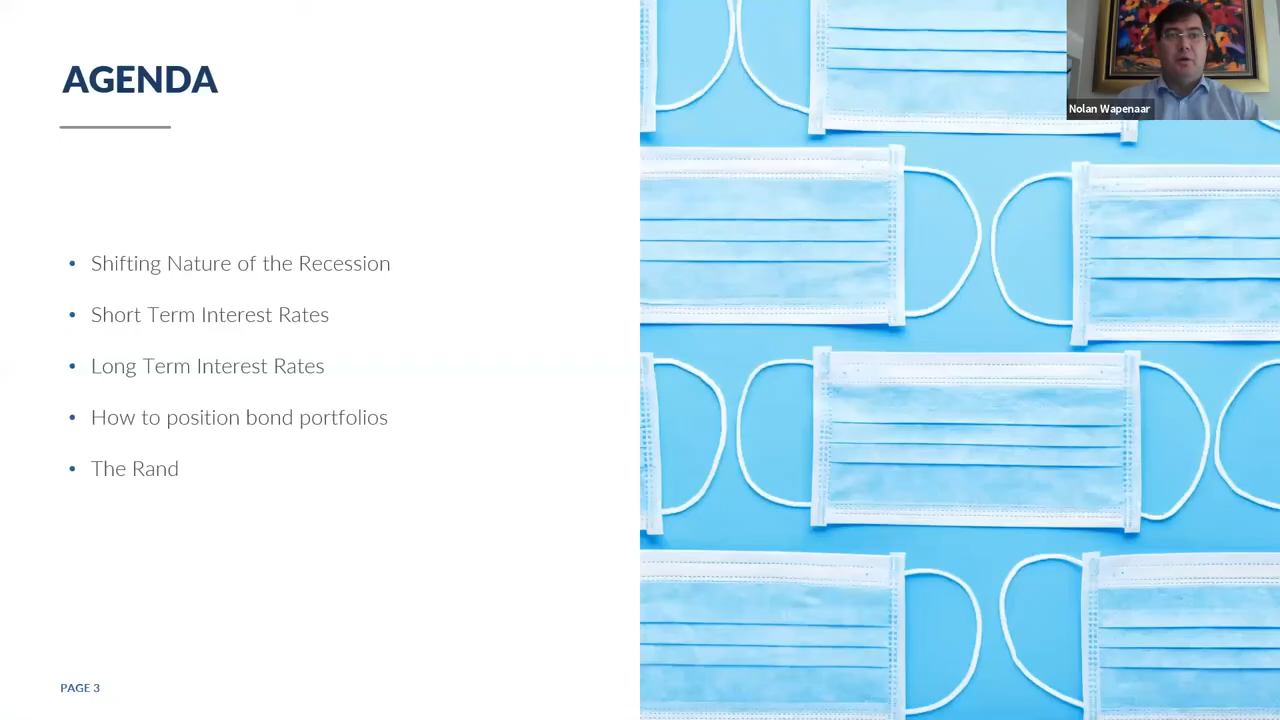 AGENDA
Nolan Wapenaar
• Shifting Nature of the Recession
• Short Term Interest Rates
• Long Term Interest Rates
• How to position bond portfolios
• The Rand
PAGE 3